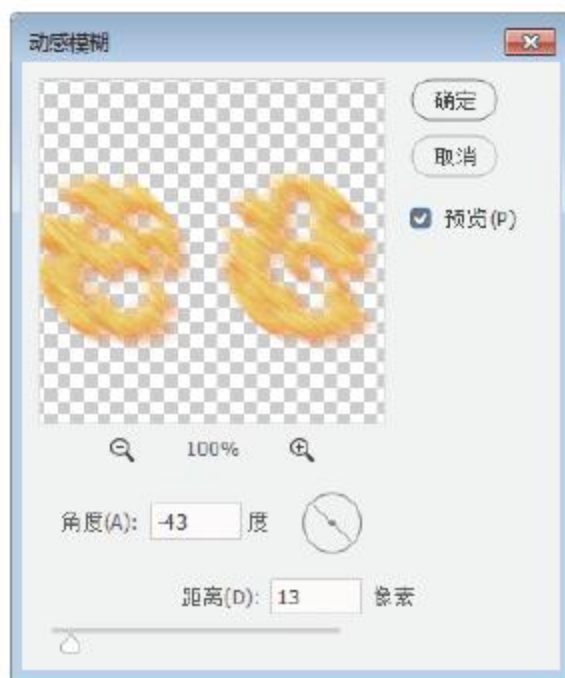 动感模糊
确定
取消
预览(P)
100%
角度(A): -43 度
距离(D): 13 像素